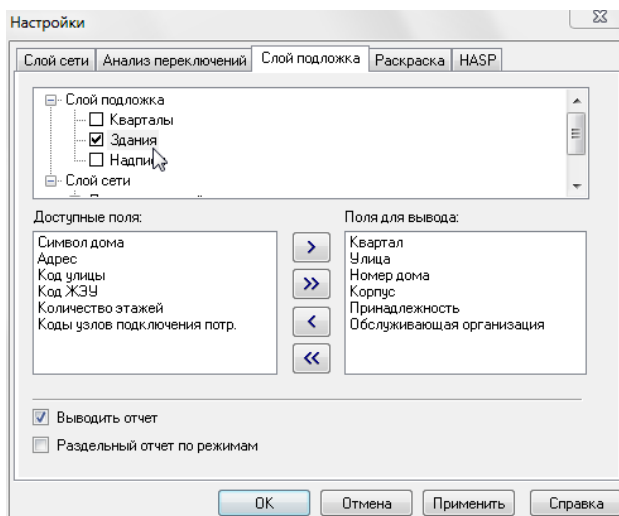 Настройки
Слой сети Анализ переключений Слой подложка Раскраска HASP
Слой подложка
Кварталы
Здания
Надписи
Слой сети
Доступные поля:
Символ дома
Адрес
Код улицы
Код ЖЭУ
Количество этажей
Коды узлов подключения потр.
>
>>
<
<<
Поля для вывода:
Квартал
Улица
Номер дома
Корпус
Принадлежность
Обслуживающая организация
Выводить отчет
Раздельный отчет по режимам
OK Отмена Применить Справка